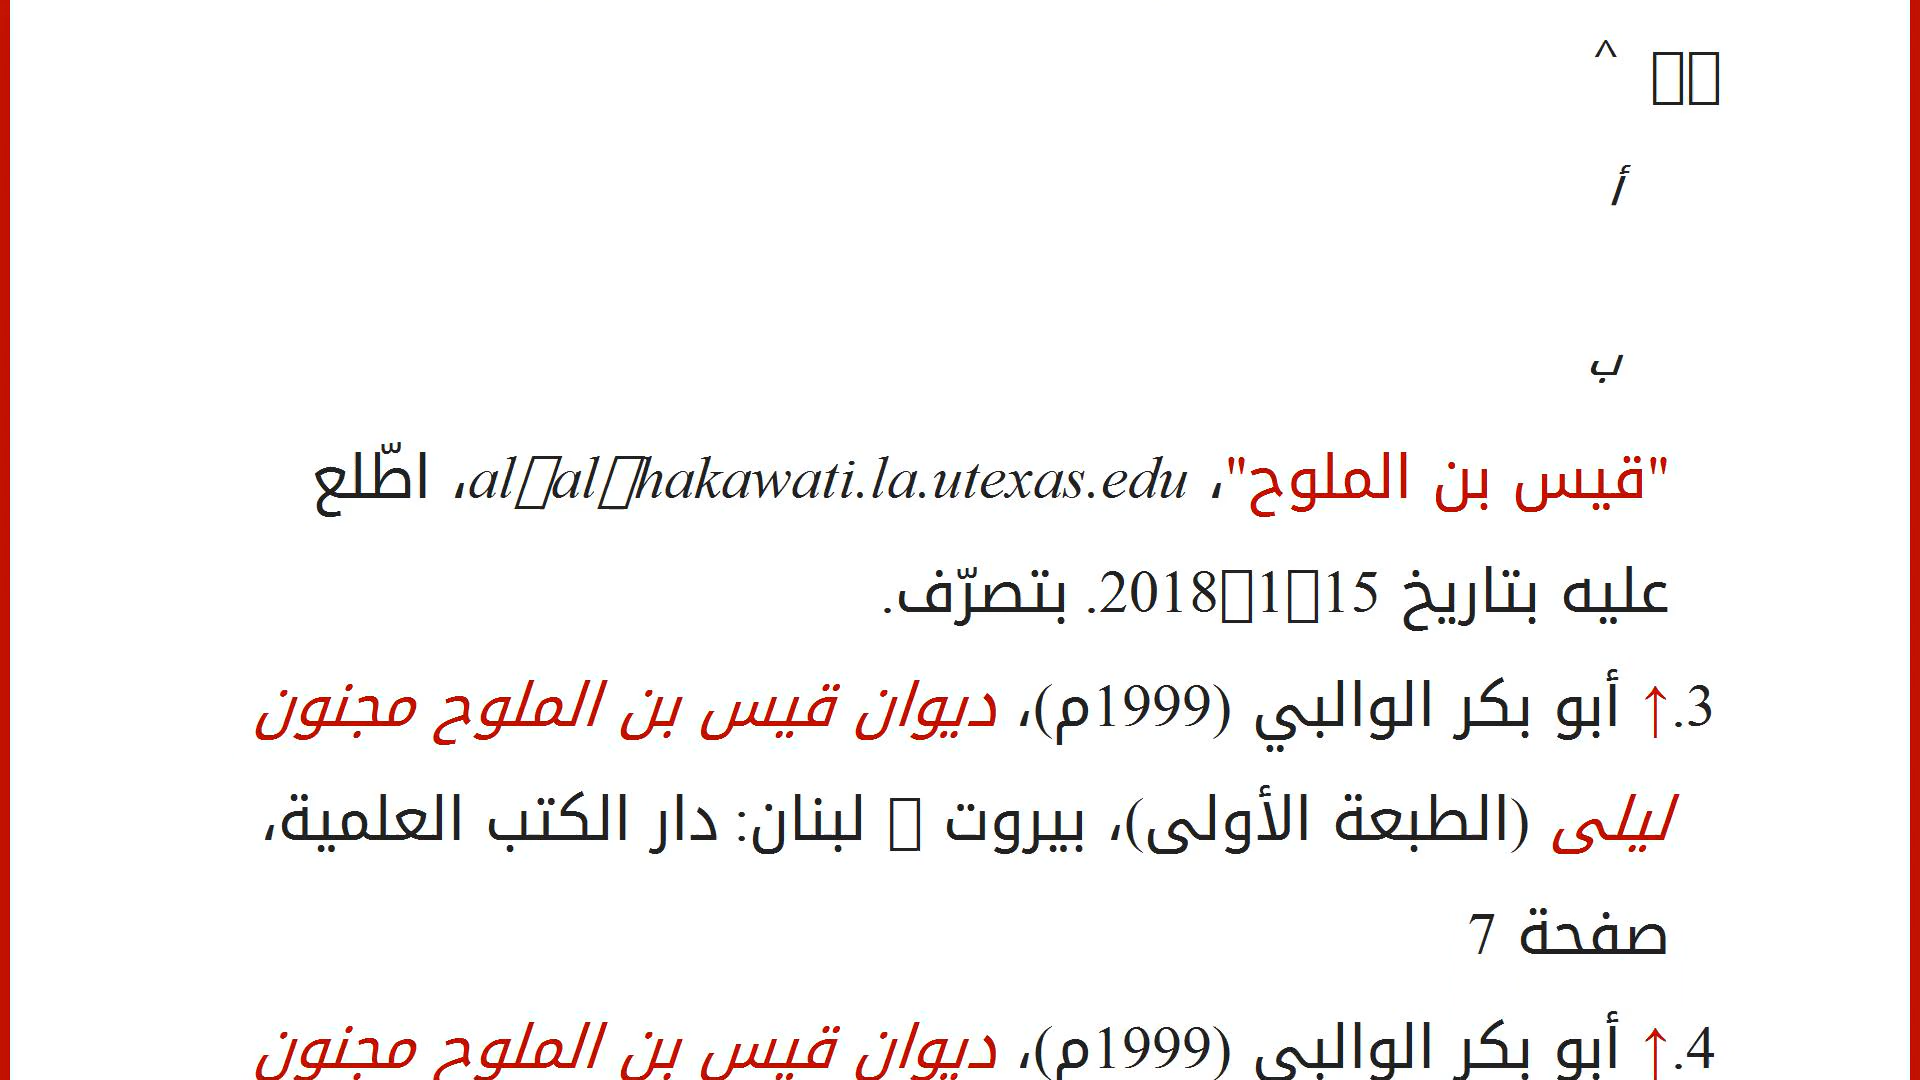 ▯▯ ^
أ
ب
"قيس بن الملوح"، al▯al▯hakawati.la.utexas.edu، اطّلع
عليه بتاريخ 15▯1▯2018. بتصرّف.
3.↑ أبو بكر الوالبي (1999م)، ديوان قيس بن الملوح مجنون
ليلى (الطبعة الأولى)، بيروت ▯ لبنان: دار الكتب العلمية،
صفحة 7
4.↑ أبو بكر الوالبي (1999م)، ديوان قيس بن الملوح مجنون